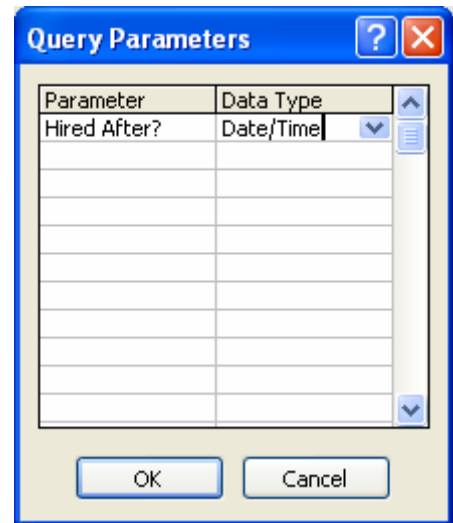 Query Parameters ?
Parameter Data Type
Hired After? Date/Time
OK Cancel